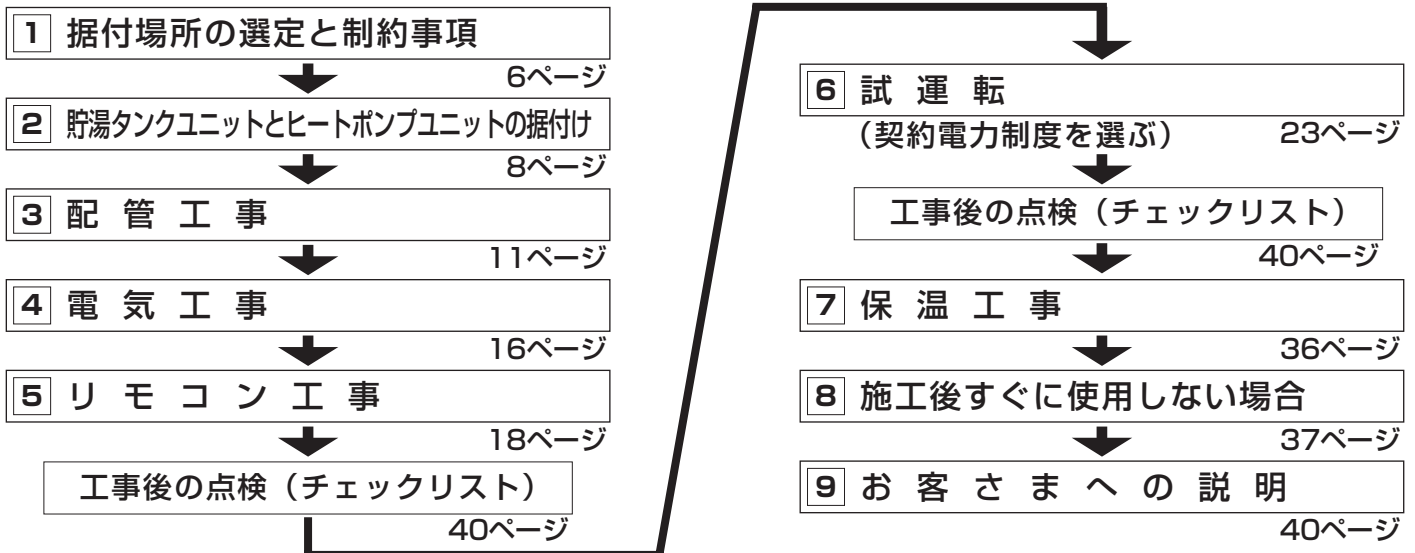 1 据付場所の選定と制約事項
6ページ
2 貯湯タンクユニットとヒートポンプユニットの据付け
8ページ
3 配管工事
11ページ
4 電気工事
16ページ
5 リモコン工事
18ページ
工事後の点検（チェックリスト）
40ページ
6 試運転
（契約電力制度を選ぶ） 23ページ
工事後の点検（チェックリスト）
40ページ
7 保温工事
36ページ
8 施工後すぐに使用しない場合
37ページ
9 お客さまへの説明
40ページ